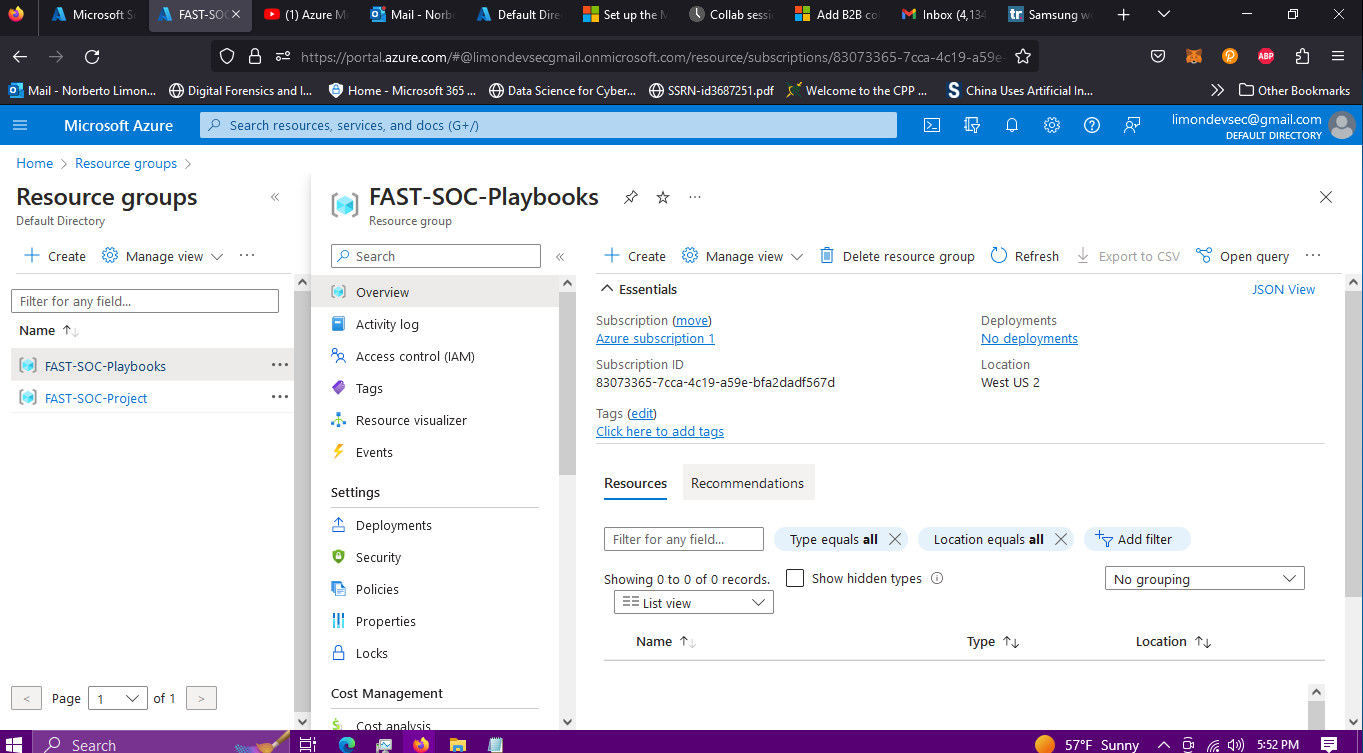 Microsoft S
FAST-SOC
(1) Azure M
Mail - Norb
Default Dire
Set up the M
Collab sessi
Add B2B co
Inbox (4,134
Samsung w
https://portal.azure.com/#@limondevsecgmail.onmicrosoft.com/resource/subscriptions/83073365-7cca-4c19-a59e-
ABP
Mail - Norberto Limon...
Digital Forensics and I...
Home - Microsoft 365 ...
Data Science for Cyber...
SSRN-id3687251.pdf
Welcome to the CPP ...
China Uses Artificial In...
Other Bookmarks
Microsoft Azure
Search resources, services, and docs (G+/)
limondevsec@gmail.com
DEFAULT DIRECTORY
Home > Resource groups >
Resource groups
Default Directory
Create
Manage view
Filter for any field...
Name
FAST-SOC-Playbooks
FAST-SOC-Project
< Page 1 of 1 >
FAST-SOC-Playbooks
Resource group
Search
Overview
Activity log
Access control (IAM)
Tags
Resource visualizer
Events
Settings
Deployments
Security
Policies
Properties
Locks
Cost Management
Cost analysis
Create
Manage view
Delete resource group
Refresh
Export to CSV
Open query
Essentials
JSON View
Subscription (move)
Azure subscription 1
Subscription ID
83073365-7cca-4c19-a59e-bfa2dadf567d
Tags (edit)
Click here to add tags
Deployments
No deployments
Location
West US 2
Resources
Recommendations
Filter for any field...
Type equals all
Location equals all
Add filter
Showing 0 to 0 of 0 records.
Show hidden types
No grouping
List view
Name
Type
Location
Search
57°F Sunny
5:52 PM